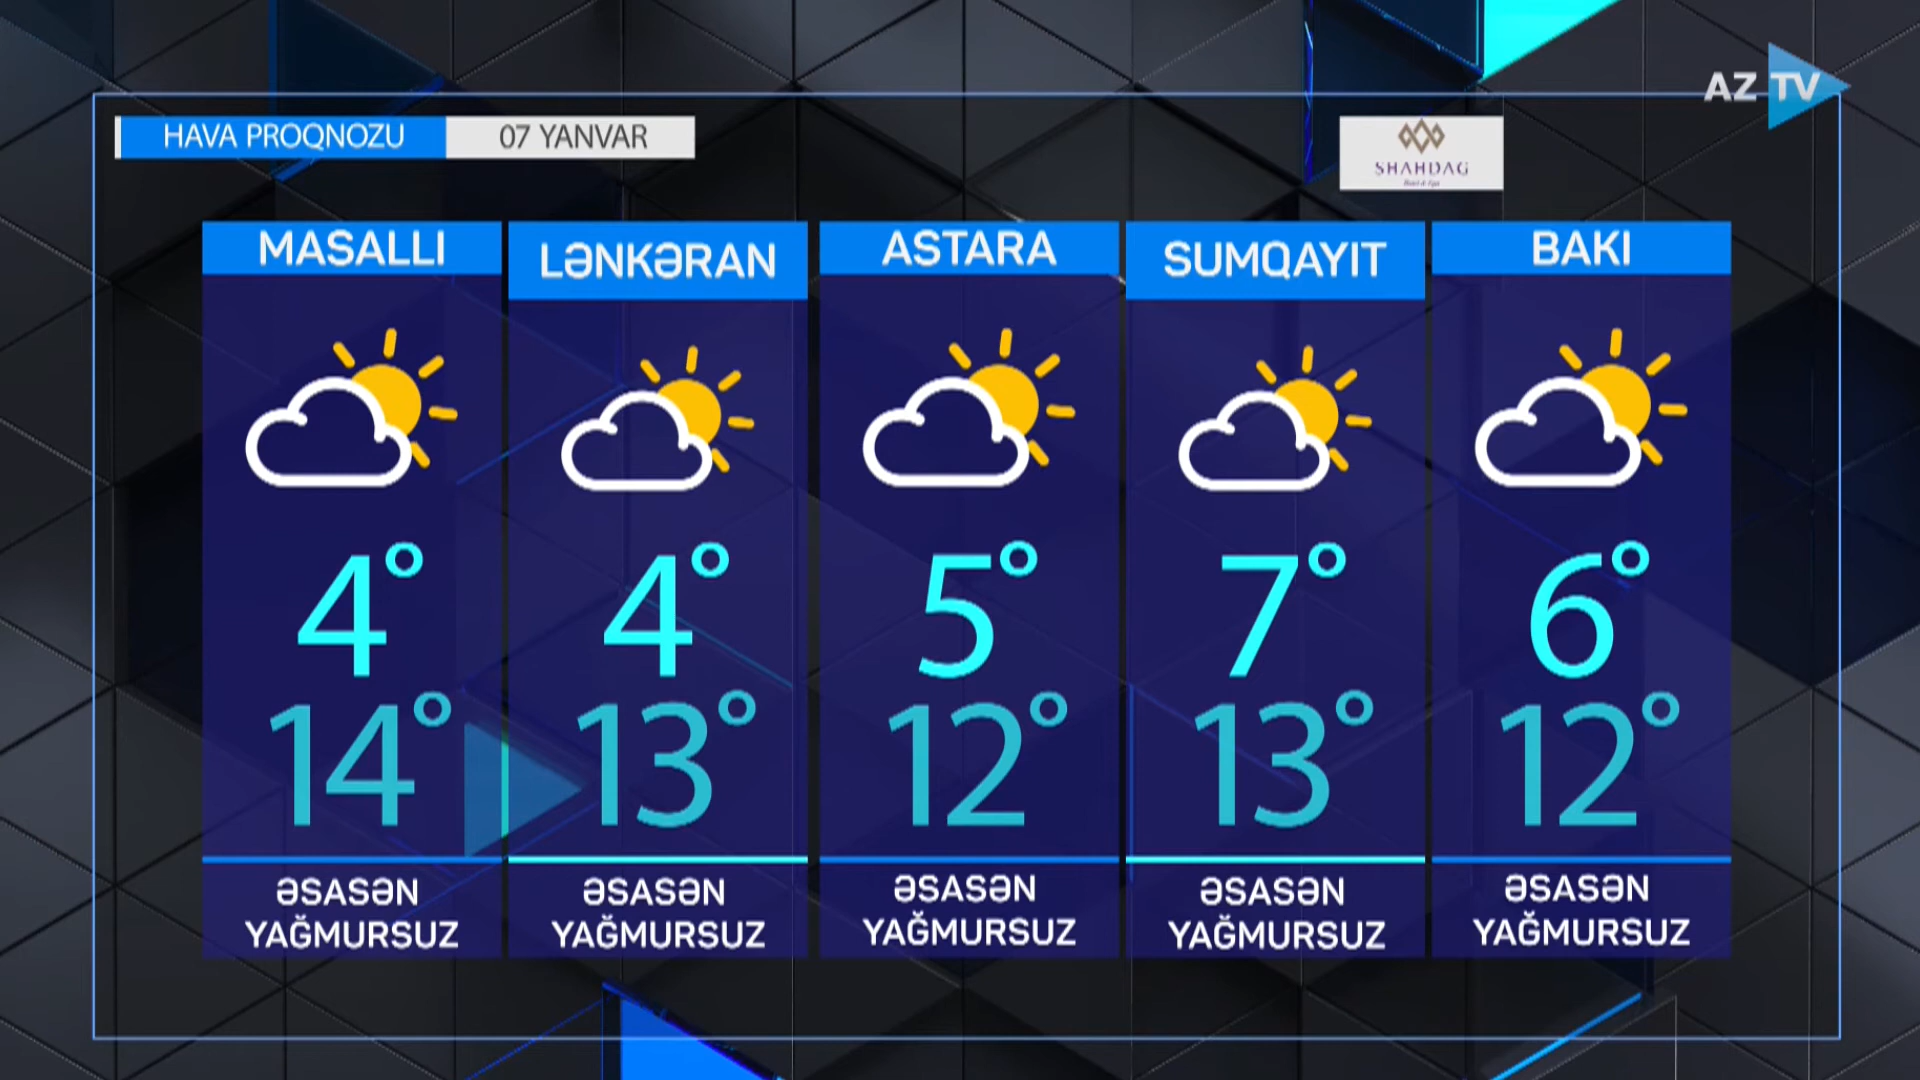 AZ TV
HAVA PROQNOZU
07 YANVAR
SHAHDAG
MASALLI
LƏNKƏRAN
ASTARA
SUMQAYIT
BAKI
4°
4°
5°
7°
6°
14°
13°
12°
13°
12°
ƏSASƏN
YAĞMURSUZ
ƏSASƏN
YAĞMURSUZ
ƏSASƏN
YAĞMURSUZ
ƏSASƏN
YAĞMURSUZ
ƏSASƏN
YAĞMURSUZ